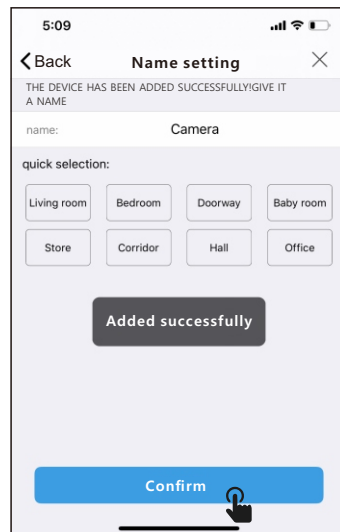 5:09
Back
Name setting
THE DEVICE HAS BEEN ADDED SUCCESSFULLY!GIVE IT
A NAME
name: Camera
quick selection:
Living room Bedroom Doorway Baby room
Store Corridor Hall Office
Added successfully
Confirm